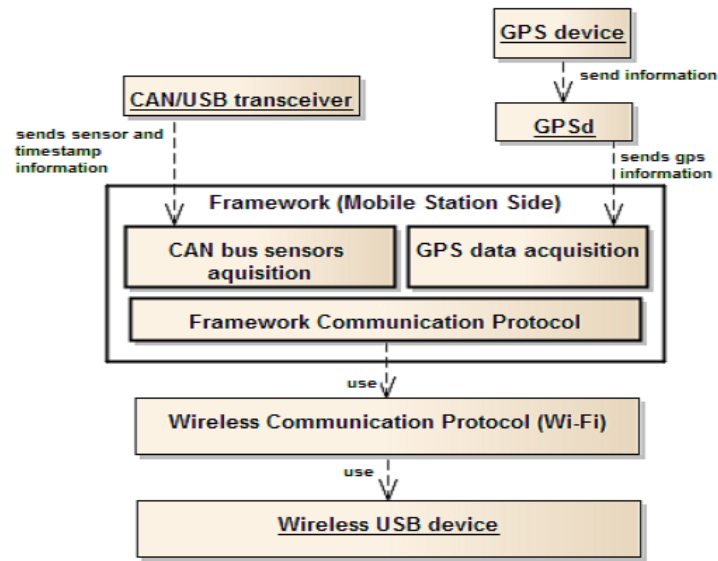 GPS device
send information
CAN/USB transceiver
GPSd
sends sensor and
timestamp
information
sends gps
information
Framework (Mobile Station Side)
CAN bus sensors
aquisition
GPS data acquisition
Framework Communication Protocol
use
Wireless Communication Protocol (Wi-Fi)
use
Wireless USB device